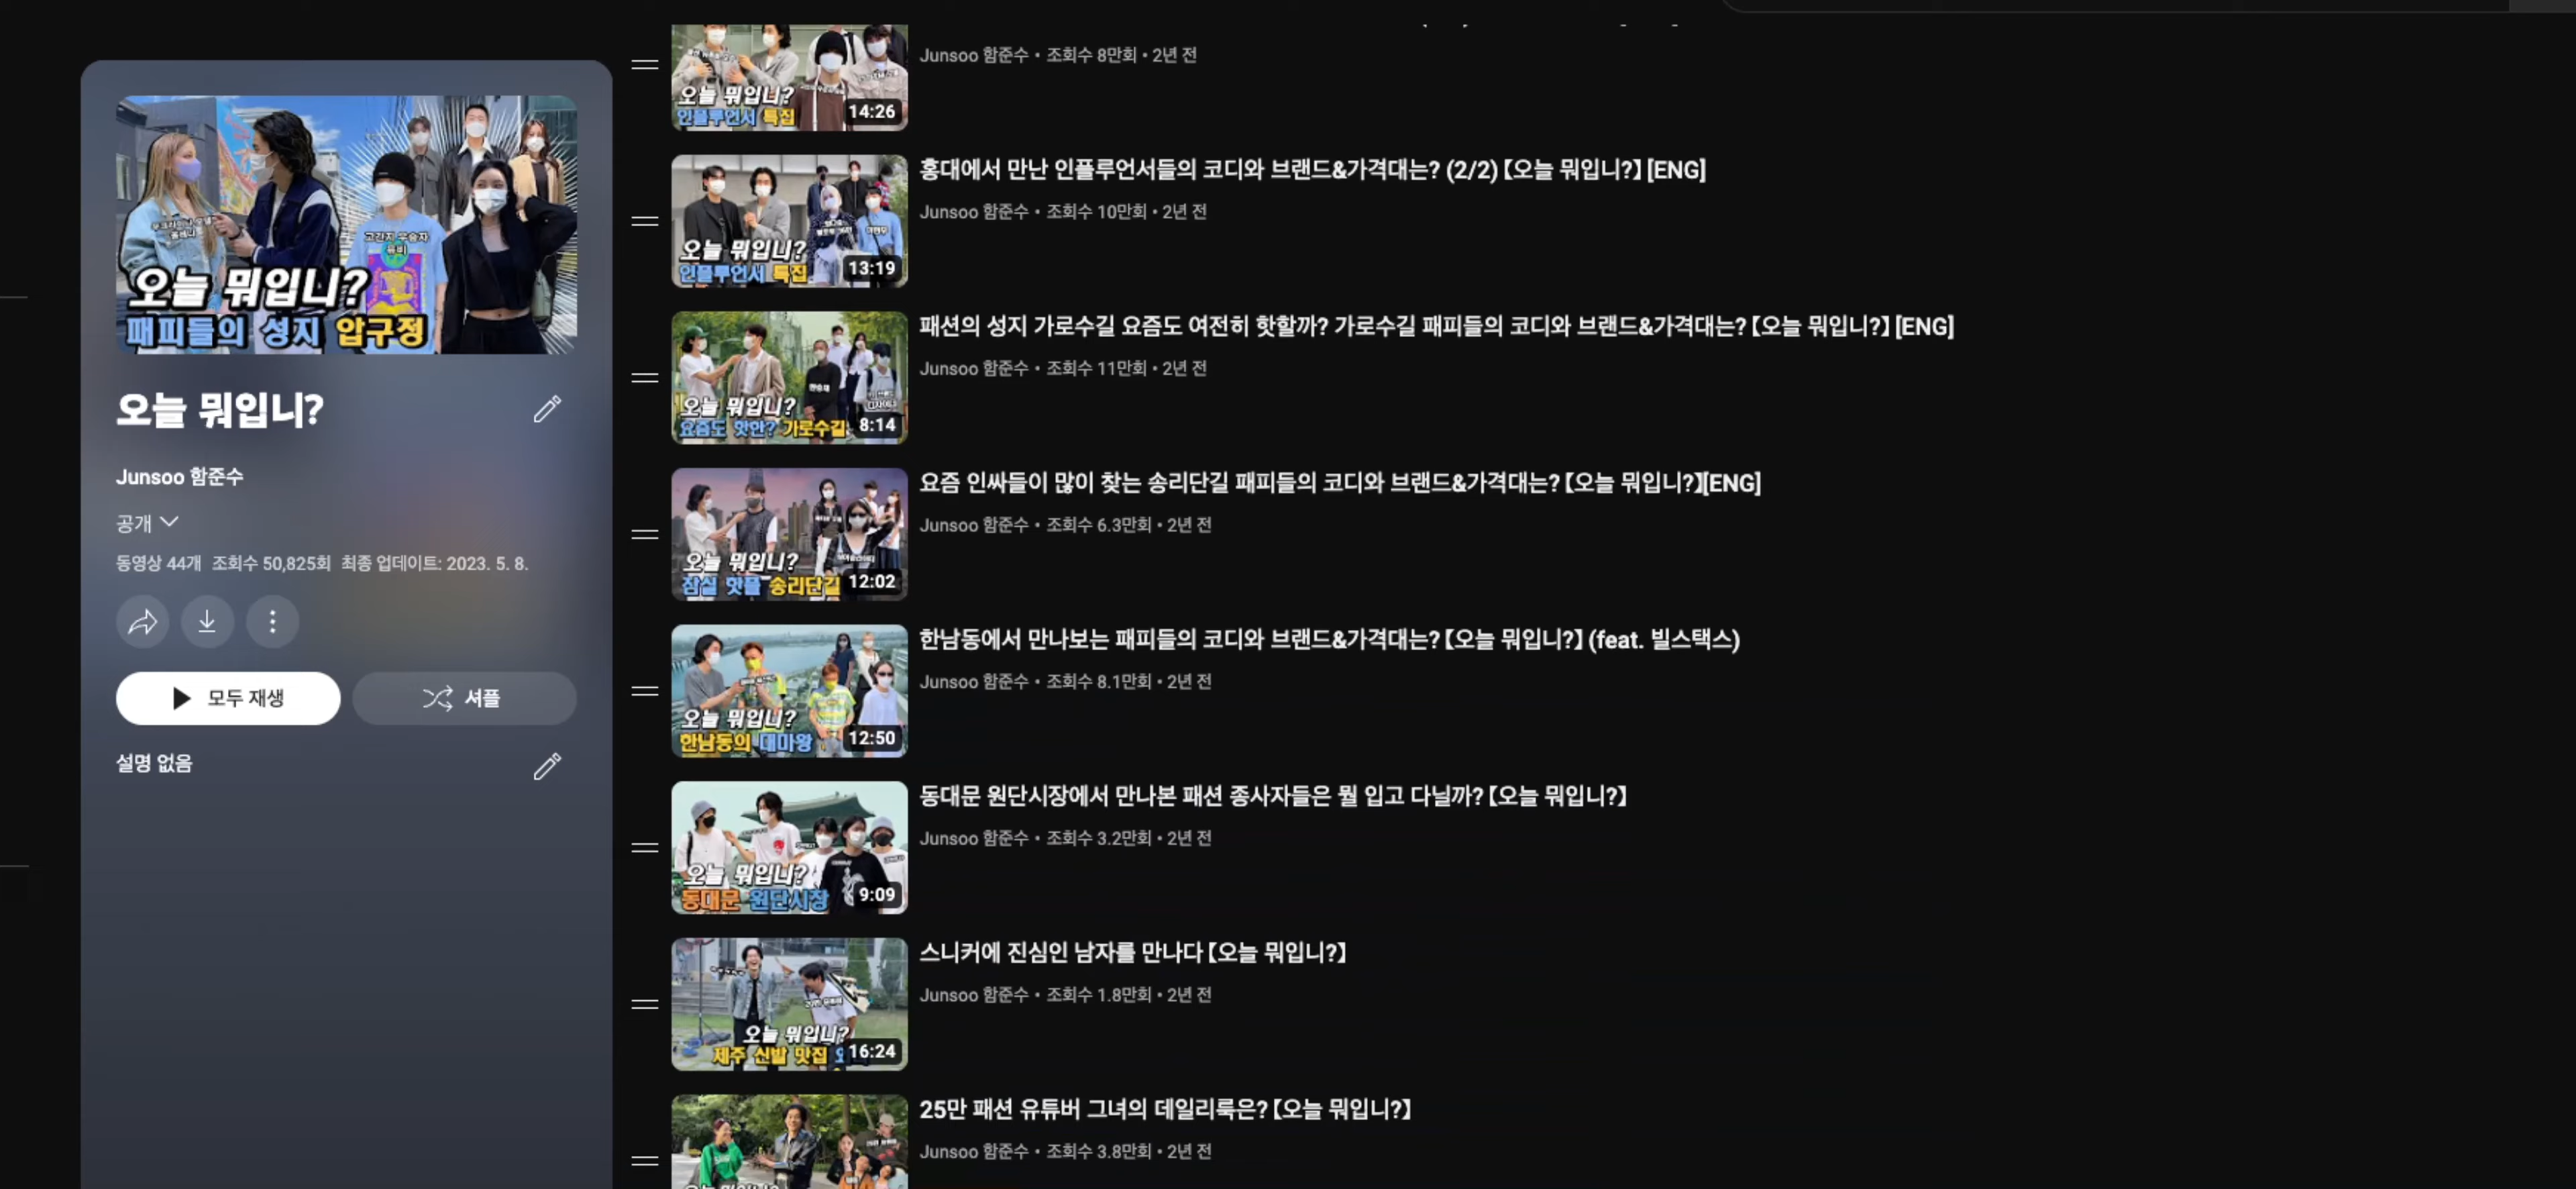 오늘 뭐입니?
패피들의 성지 압구정
오늘 뭐입니?
Junsoo 함준수
공개
동영상 44개 조회수 50,825회 최종 업데이트: 2023. 5. 8.
모두 재생
셔플
설명 없음
오늘 뭐입니?
인플루언서 특집
14:26
Junsoo 함준수 • 조회수 8만회 • 2년 전
오늘 뭐입니?
인플루언서 특집
13:19
홍대에서 만난 인플루언서들의 코디와 브랜드&가격대는? (2/2)【오늘 뭐입니?】[ENG]
Junsoo 함준수 • 조회수 10만회 • 2년 전
오늘 뭐입니?
요즘도 핫한? 가로수길
8:14
패션의 성지 가로수길 요즘도 여전히 핫할까? 가로수길 패피들의 코디와 브랜드&가격대는?【오늘 뭐입니?】[ENG]
Junsoo 함준수 • 조회수 11만회 • 2년 전
오늘 뭐입니?
잠실 핫플 송리단길
12:02
요즘 인싸들이 많이 찾는 송리단길 패피들의 코디와 브랜드&가격대는?【오늘 뭐입니?】[ENG]
Junsoo 함준수 • 조회수 6.3만회 • 2년 전
오늘 뭐입니?
한남동의 대마왕
12:50
한남동에서 만나보는 패피들의 코디와 브랜드&가격대는?【오늘 뭐입니?】 (feat. 빌스택스)
Junsoo 함준수 • 조회수 8.1만회 • 2년 전
오늘 뭐입니?
동대문 원단시장
9:09
동대문 원단시장에서 만나본 패션 종사자들은 뭘 입고 다닐까?【오늘 뭐입니?】
Junsoo 함준수 • 조회수 3.2만회 • 2년 전
오늘 뭐입니?
제주 신발 맛집
16:24
스니커에 진심인 남자를 만나다【오늘 뭐입니?】
Junsoo 함준수 • 조회수 1.8만회 • 2년 전
25만 패션 유튜버 그녀의 데일리룩은?【오늘 뭐입니?】
Junsoo 함준수 • 조회수 3.8만회 • 2년 전